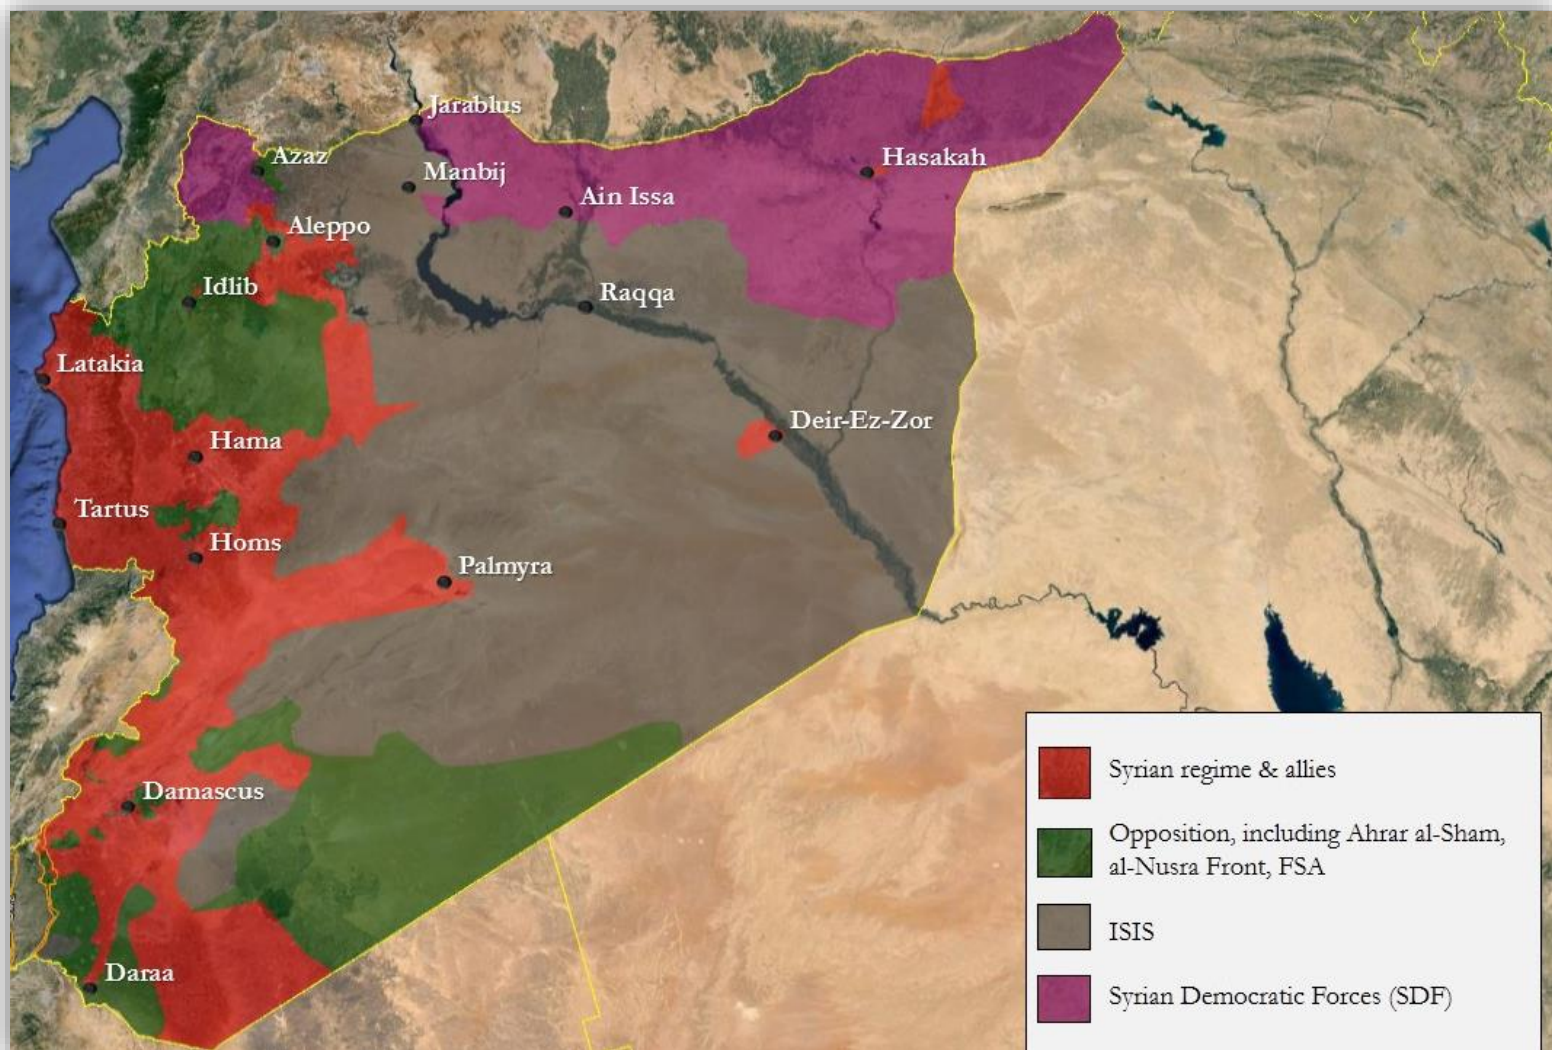 Jarablus
Azaz
Manbij
Hasakah
Ain Issa
Aleppo
Idlib
Raqqa
Latakia
Deir-Ez-Zor
Hama
Tartus
Homs
Palmyra
Damascus
Daraa
Syrian regime & allies
Opposition, including Ahrar al-Sham,
al-Nusra Front, FSA
ISIS
Syrian Democratic Forces (SDF)